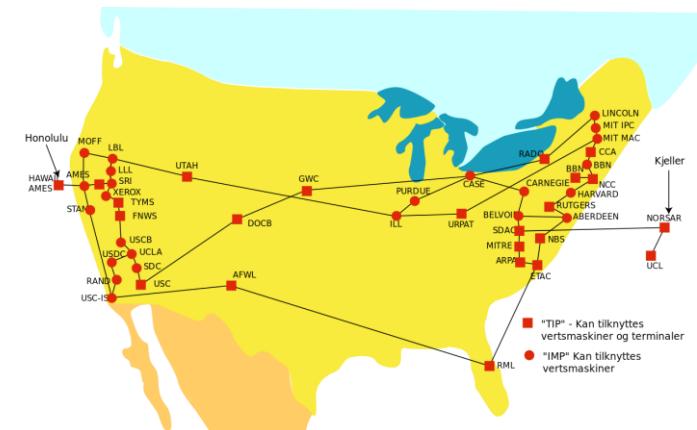 LINCOLN
MIT IPC
MIT MAC
Honolulu
MOFF
LBL
CCA
RADO
Kjeller
LLL
BBN
BBN
UTAH
GWC
CASE
HAWAI
AMES
AMES
SRI
NCC
CARNEGIE
HARVARD
XEROX
PURDUE
TYMS
RUTGERS
STAN
FNWS
BELVOIR
ABERDEEN
NORSAR
DOCB
ILL
URPAT
SDAC
USCB
NBS
MITRE
USDC
UCLA
UCL
SDC
ARPA
RAND
USC
AFWL
ETAC
USC-IS
"TIP" - Kan tilknyttes
vertsmaskiner og terminaler
"IMP" Kan tilknyttes
vertsmaskiner
RML